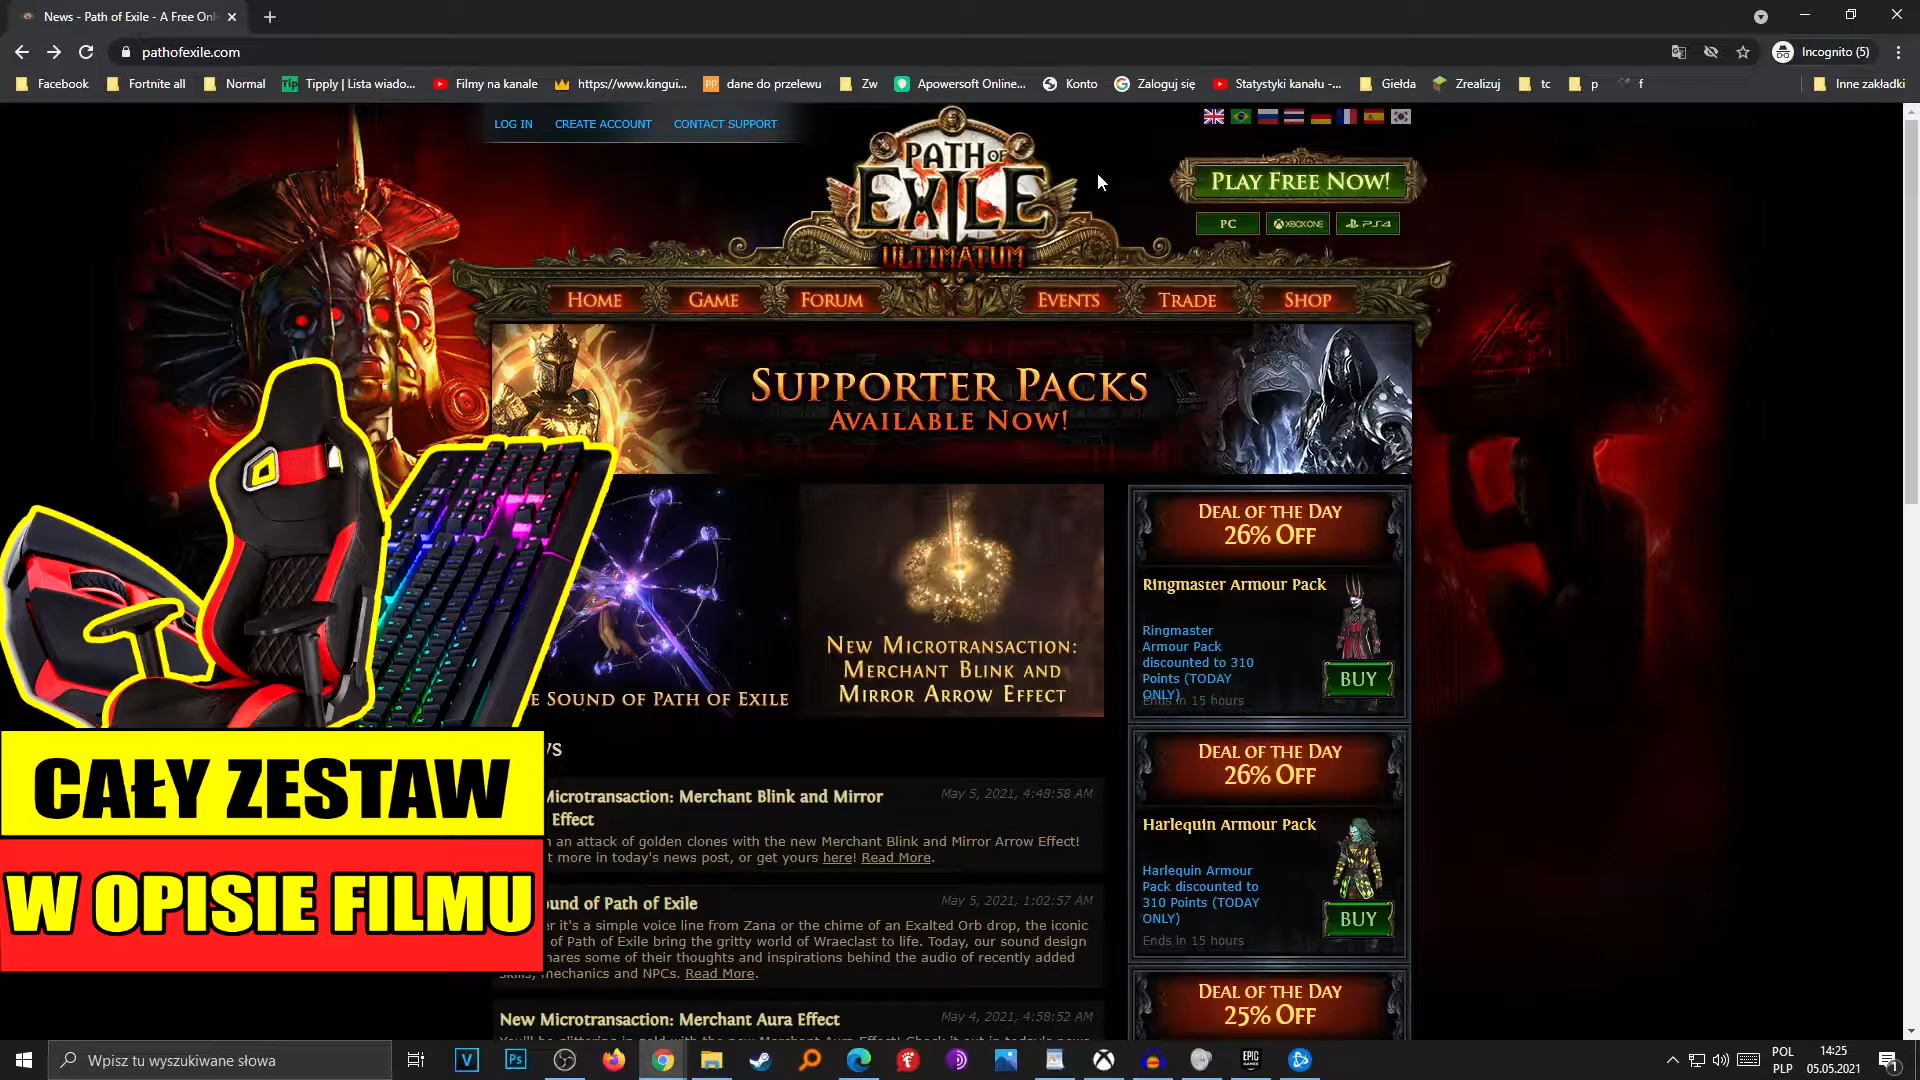 News - Path of Exile - A Free Onl
pathofexile.com
Incognito (5)
Facebook
Fortnite all
Normal
Tip
Tipply | Lista wiado...
Filmy na kanale
https://www.kingui...
PP
dane do przelewu
Zw
Apowersoft Online...
Konto
Zaloguj się
Statystyki kanału -...
Giełda
Zrealizuj
tc
p
f
Inne zakładki
LOG IN
CREATE ACCOUNT
CONTACT SUPPORT
PATH OF
EXILE
ULTIMATUM
PLAY FREE NOW!
PC
XBOX ONE
PS4
HOME
GAME
FORUM
EVENTS
TRADE
SHOP
SUPPORTER PACKS
AVAILABLE NOW!
SOUND OF PATH OF EXILE
NEW MICROTRANSACTION:
MERCHANT BLINK AND
MIRROR ARROW EFFECT
DEAL OF THE DAY
26% OFF
Ringmaster Armour Pack
Ringmaster
Armour Pack
discounted to 310
Points (TODAY
ONLY)
Ends in 15 hours
BUY
DEAL OF THE DAY
26% OFF
Harlequin Armour Pack
Harlequin Armour
Pack discounted to
310 Points (TODAY
ONLY)
Ends in 15 hours
BUY
DEAL OF THE DAY
25% OFF
CAŁY ZESTAW
W OPISIE FILMU
Microtransaction: Merchant Blink and Mirror
Effect
May 5, 2021, 4:48:58 AM
an attack of golden clones with the new Merchant Blink and Mirror Arrow Effect!
more in today's news post, or get yours here! Read More.
of Path of Exile
May 5, 2021, 1:02:57 AM
it's a simple voice line from Zana or the chime of an Exalted Orb drop, the iconic
of Path of Exile bring the gritty world of Wraeclast to life. Today, our sound design
some of their thoughts and inspirations behind the audio of recently added
skills, mechanics and NPCs. Read More.
New Microtransaction: Merchant Aura Effect
May 4, 2021, 4:58:52 AM
Wpisz tu wyszukiwane słowa
V
Ps
EPIC
GAMES
POL
PLP
14:25
05.05.2021
1